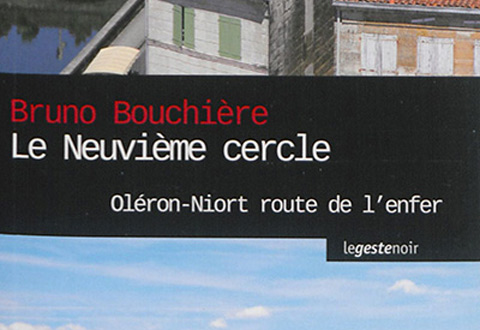 Bruno Bouchière
Le Neuvième cercle
Oléron-Niort route de l'enfer
legestenoir